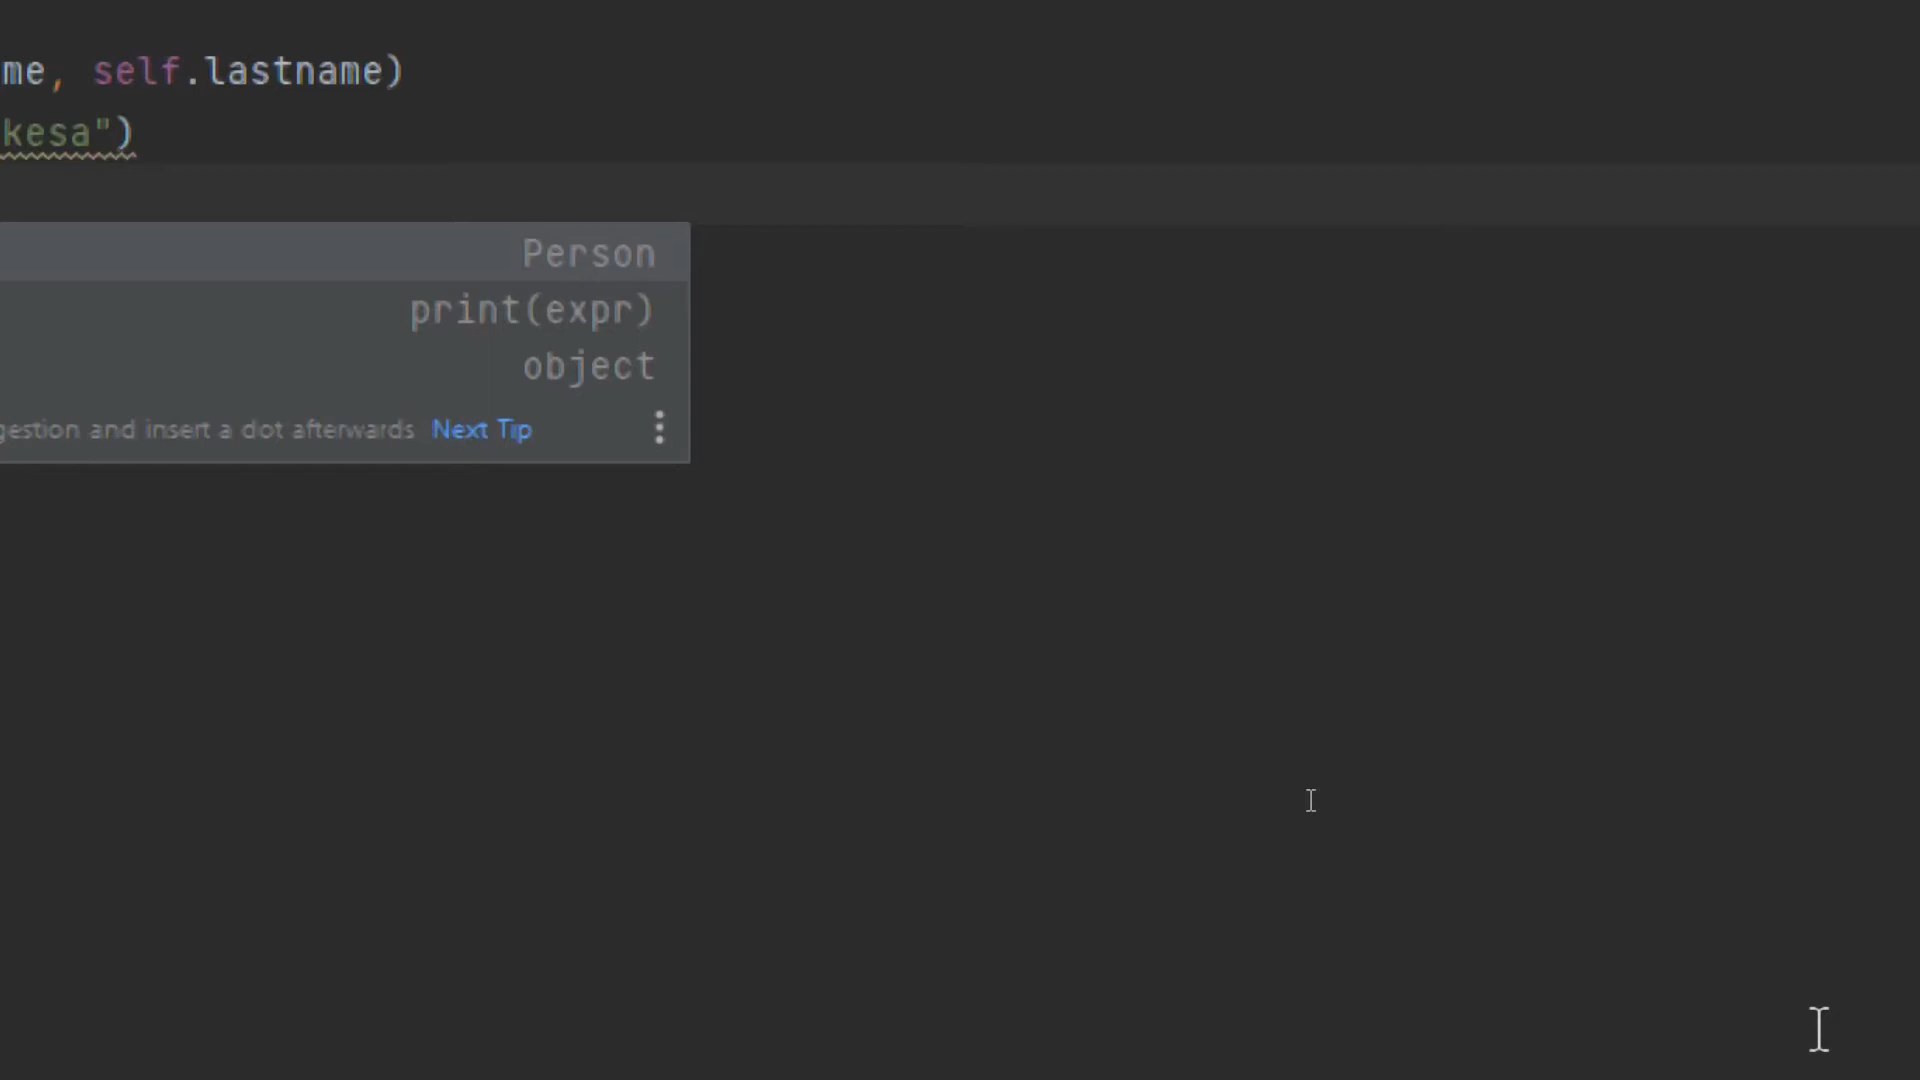 me, self.lastname)
kesa")
Person
print(expr)
object
gestion and insert a dot afterwards Next Tip